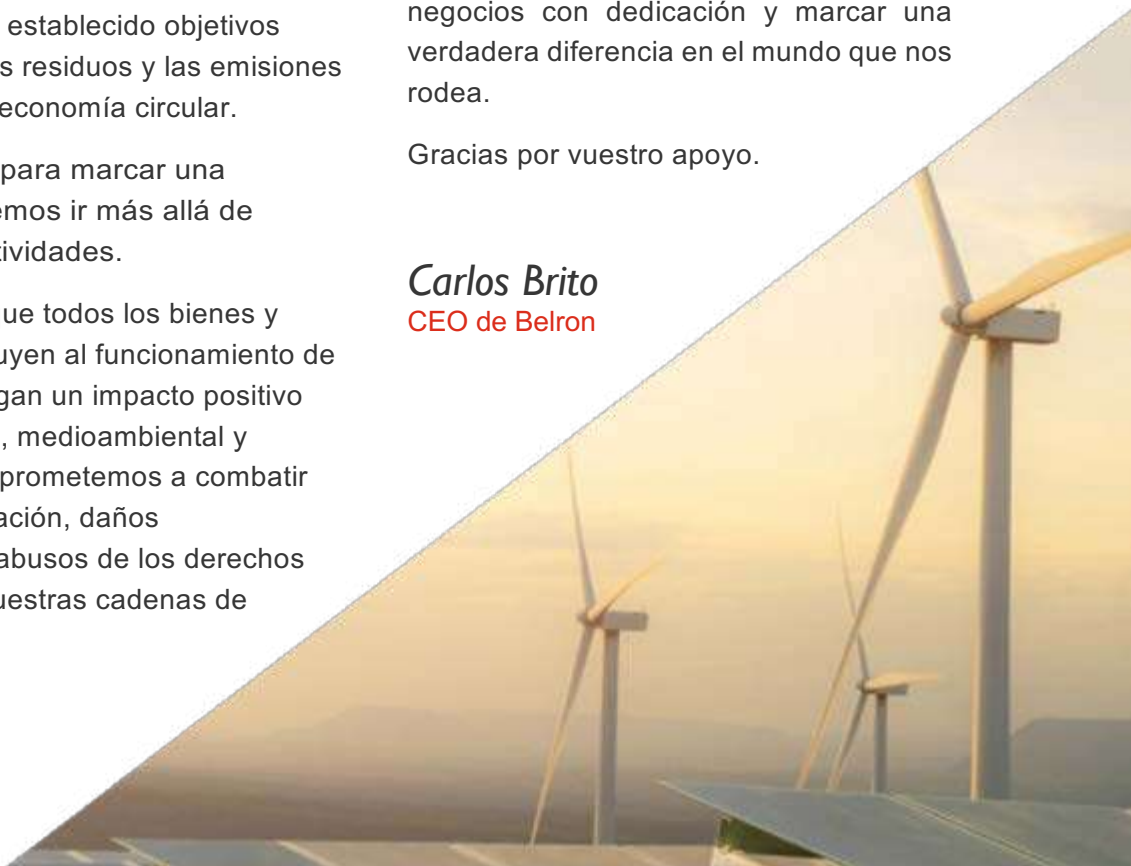 establecido objetivos
s residuos y las emisiones
economía circular.
para marcar una
emos ir más allá de
tividades.
ue todos los bienes y
uyen al funcionamiento de
gan un impacto positivo
, medioambiental y
prometemos a combatir
ación, daños
abusos de los derechos
uestras cadenas de
negocios con dedicación y marcar una
verdadera diferencia en el mundo que nos
rodea.
Gracias por vuestro apoyo.
Carlos Brito
CEO de Belron